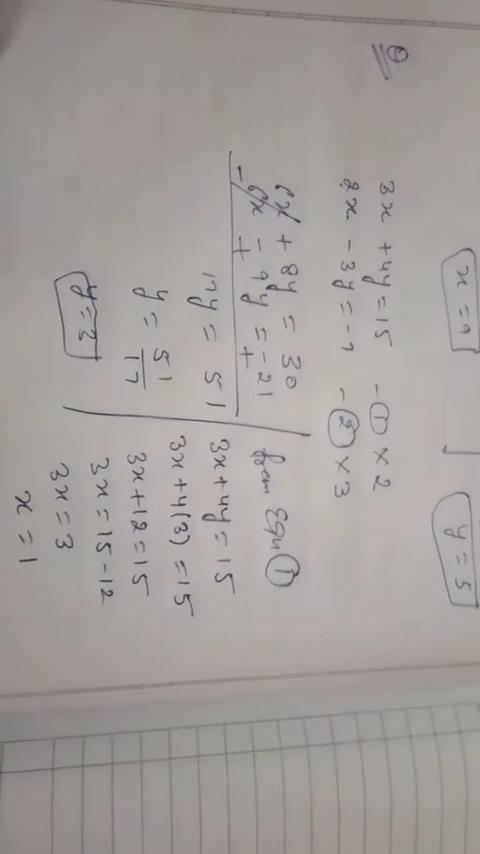 x = 9
y = 5
Q
3x + 4y = 15 - ① × 2
2x - 3y = -7 - ② × 3
6x + 8y = 30
6x - 9y = -21
- + +
17y = 51
y = 51/17
y = 3
from Eqn ①
3x + 4y = 15
3x + 4(3) = 15
3x + 12 = 15
3x = 15 - 12
3x = 3
x = 1